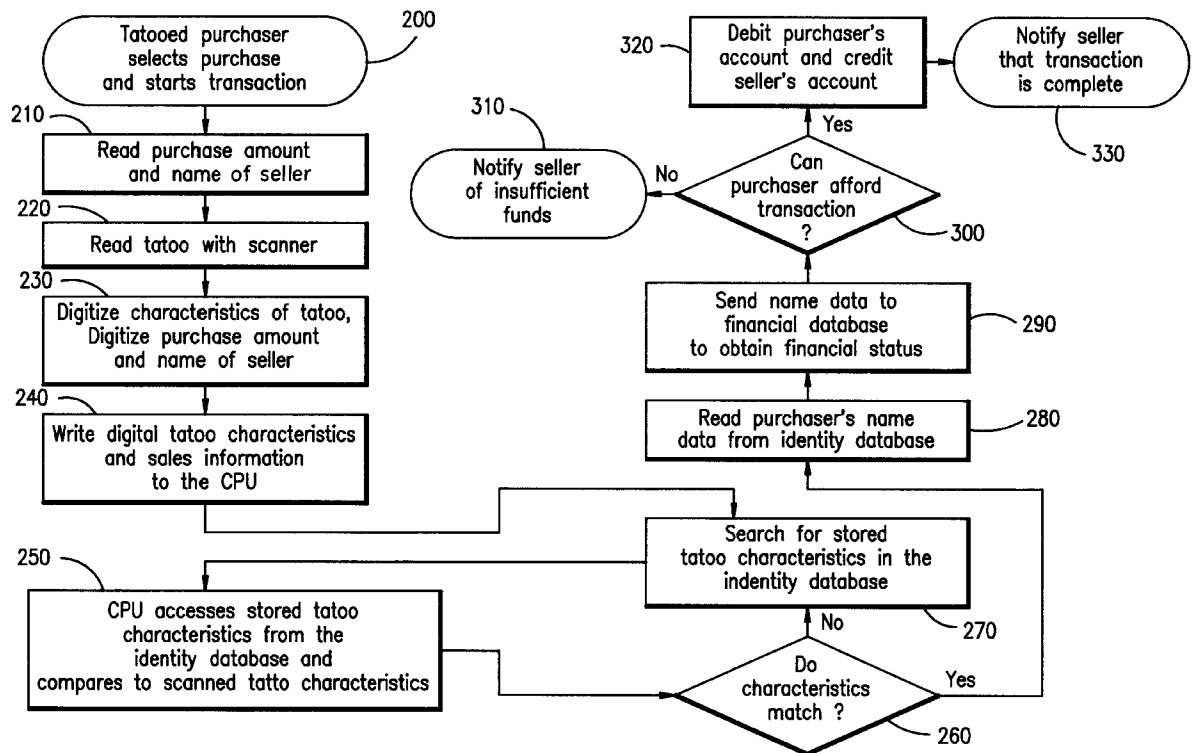 200
Tatooed purchaser
selects purchase
and starts transaction
210
Read purchase amount
and name of seller
220
Read tatoo with scanner
230
Digitize characteristics of tatoo,
Digitize purchase amount
and name of seller
240
Write digital tatoo characteristics
and sales information
to the CPU
250
CPU accesses stored tatoo
characteristics from the
identity database and
compares to scanned tatto characteristics
Search for stored
tatoo characteristics in the
indentity database
270
No
Do
characteristics
match ?
Yes
260
Read purchaser's name
data from identity database
280
Send name data to
financial database
to obtain financial status
290
Can
purchaser afford
transaction
?
300
No
310
Notify seller
of insufficient
funds
Yes
320
Debit purchaser's
account and credit
seller's account
Notify seller
that transaction
is complete
330